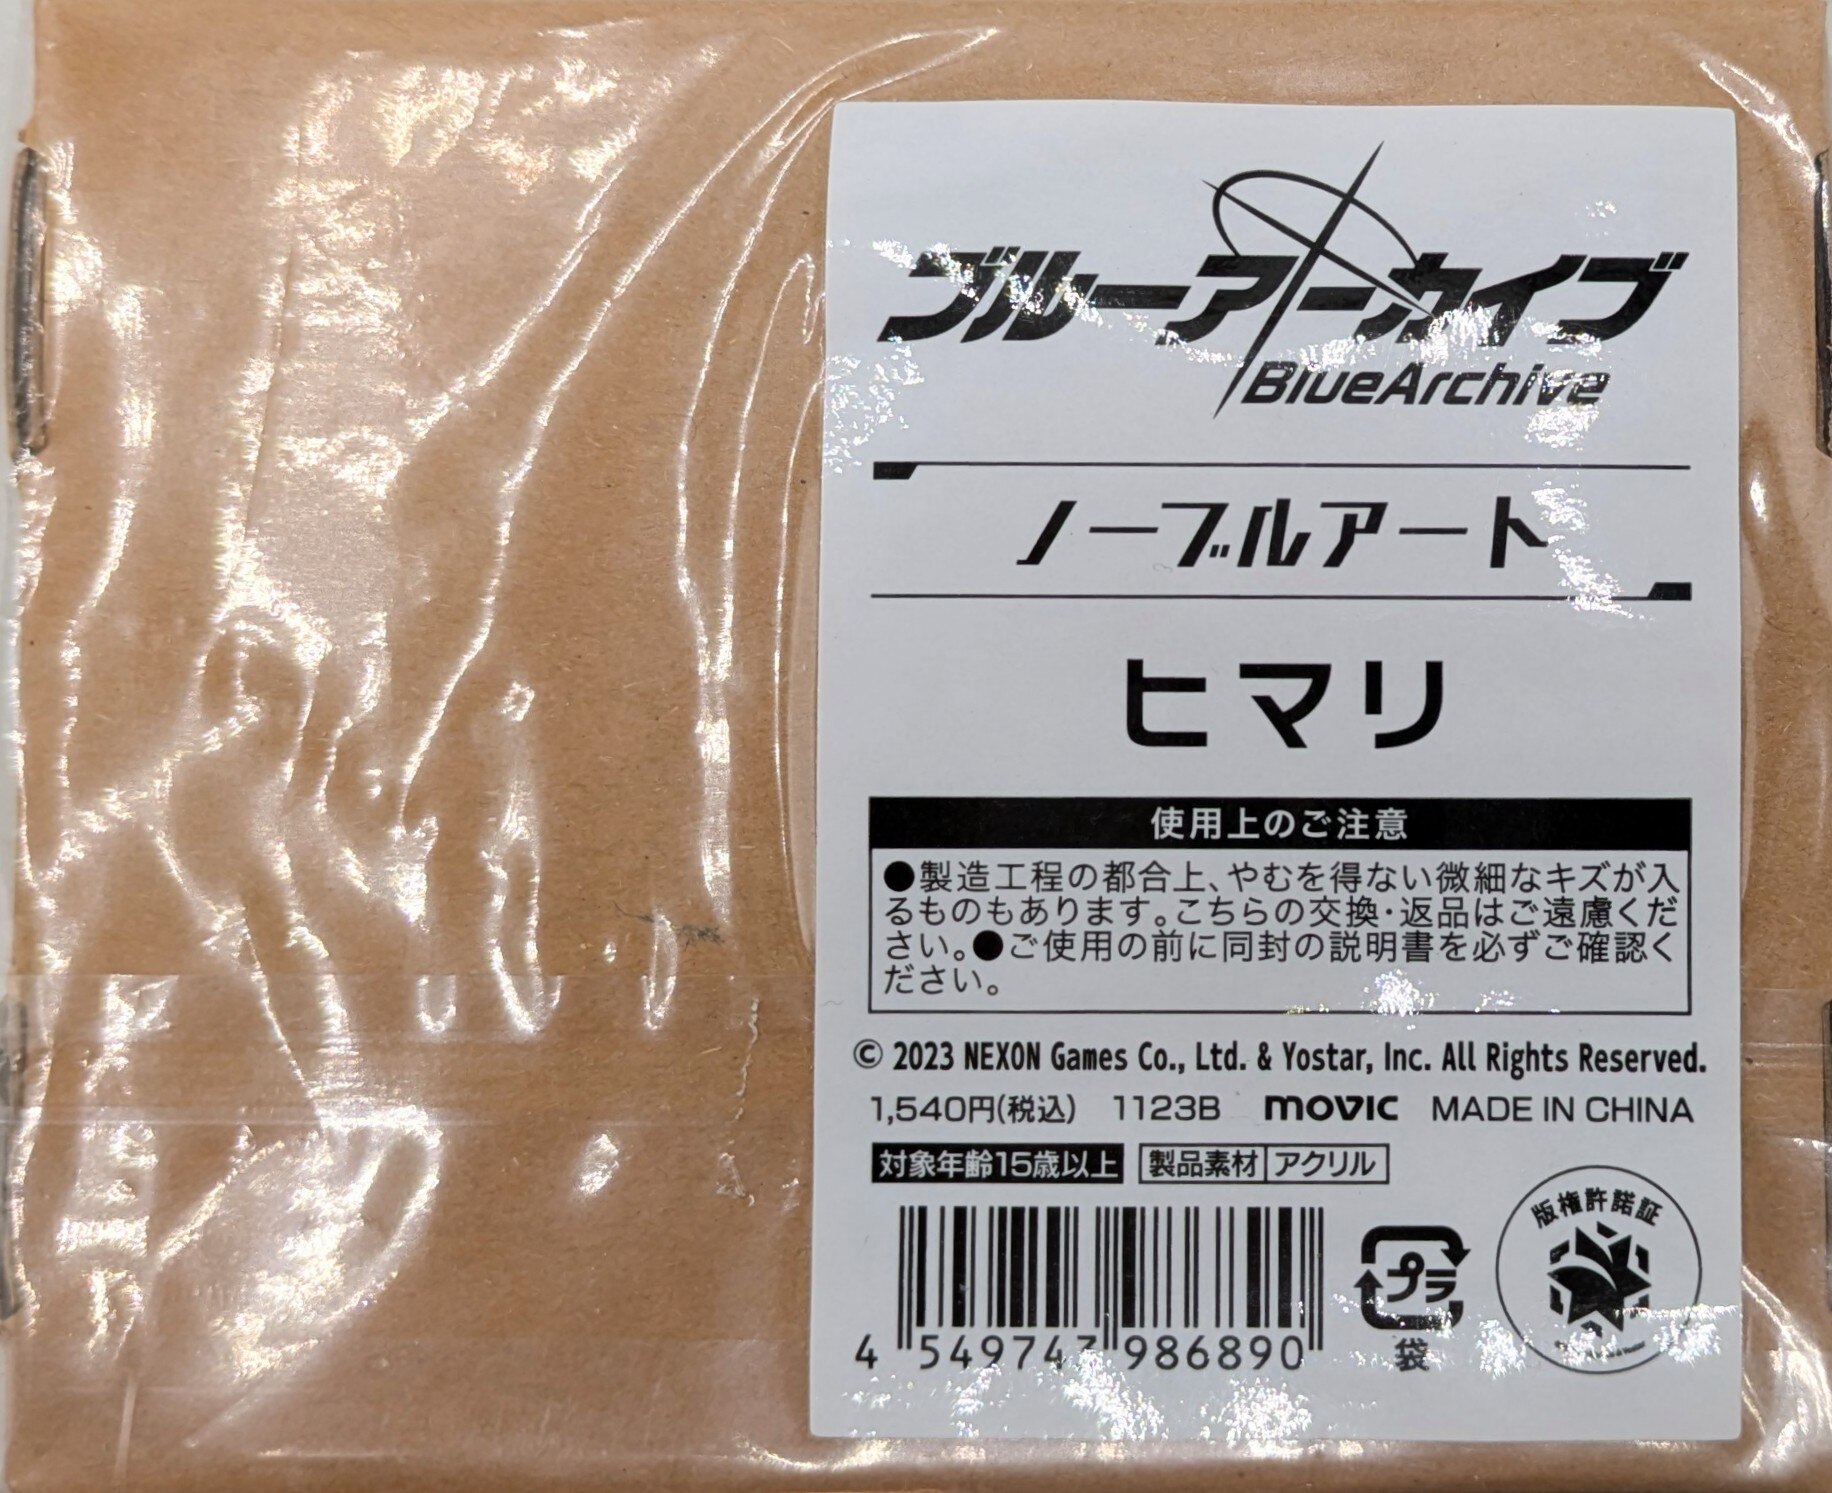 ブルーアーカイブ
BlueArchive
ノーブルアート
ヒマリ
使用上のご注意
●製造工程の都合上、やむを得ない微細なキズが入
るものもあります。こちらの交換・返品はご遠慮くだ
さい。●ご使用の前に同封の説明書を必ずご確認く
ださい。
© 2023 NEXON Games Co., Ltd. & Yostar, Inc. All Rights Reserved.
1,540円(税込) 1123B movic MADE IN CHINA
対象年齢15歳以上 製品素材 アクリル
版権許諾証
プラ
袋
4 549743 986890